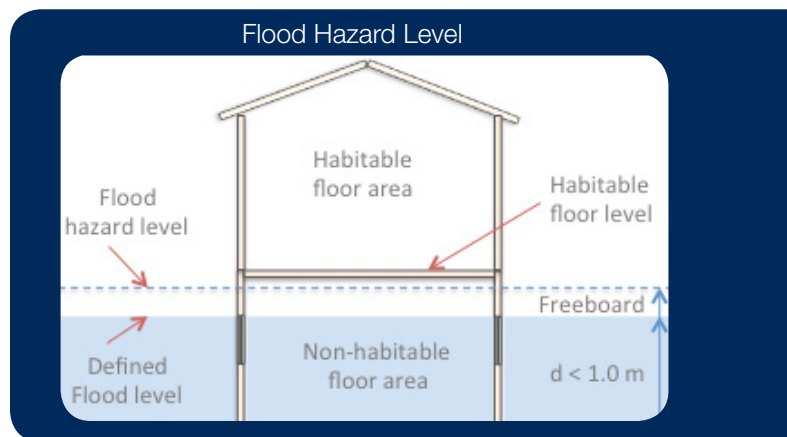 Flood Hazard Level
Habitable
floor area
Flood
hazard level
Habitable
floor level
Freeboard
Defined
Flood level
Non-habitable
floor area
d < 1.0 m